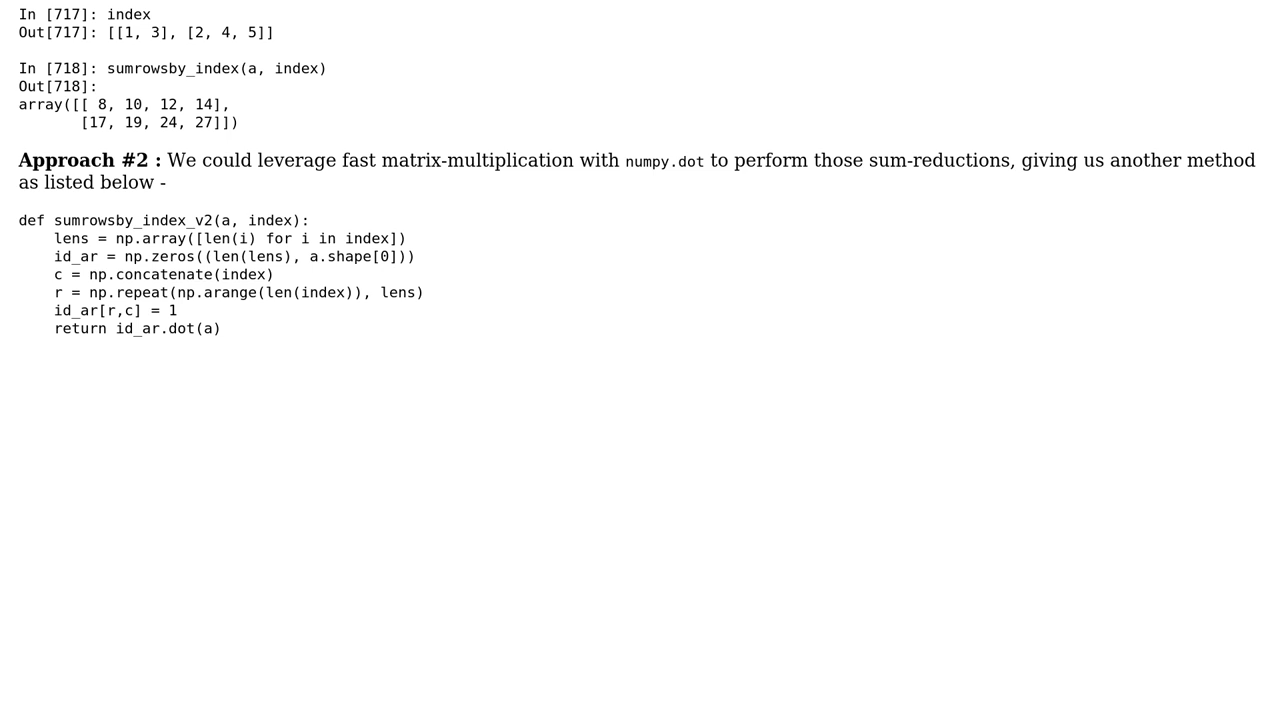 In [717]: index
Out[717]: [[1, 3], [2, 4, 5]]

In [718]: sumrowsby_index(a, index)
Out[718]:
array([[ 8, 10, 12, 14],
       [17, 19, 24, 27]])

Approach #2 : We could leverage fast matrix-multiplication with numpy.dot to perform those sum-reductions, giving us another method
as listed below -

def sumrowsby_index_v2(a, index):
    lens = np.array([len(i) for i in index])
    id_ar = np.zeros((len(lens), a.shape[0]))
    c = np.concatenate(index)
    r = np.repeat(np.arange(len(index)), lens)
    id_ar[r,c] = 1
    return id_ar.dot(a)